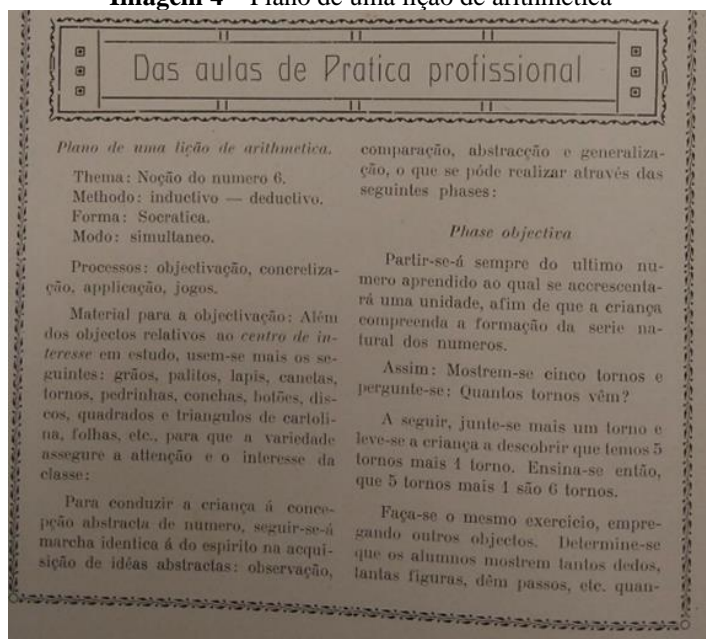 Imagem 4 – Plano de uma lição de aritmética
Das aulas de Pratica profissional
Plano de uma lição de arithmetica.
Thema: Noção do numero 6.
Methodo: inductivo — deductivo.
Forma: Socratica.
Modo: simultaneo.
Processos: objectivação, concretiza-
ção, applicação, jogos.
Material para a objectivação: Além
dos objectos relativos ao centro de in-
teresse em estudo, usem-se mais os se-
guintes: grãos, palitos, lapis, canetas,
tornos, pedrinhas, conchas, botões, dis-
cos, quadrados e triangulos de cartoli-
na, folhas, etc., para que a variedade
assegure a attenção e o interesse da
classe:
Para conduzir a criança á conce-
pção abstracta de numero, seguir-se-á
marcha identica á do espirito na acqui-
sição de idéas abstractas: observação,
comparação, abstracção e generaliza-
ção, o que se póde realizar através das
seguintes phases:
Phase objectiva
Partir-se-á sempre do ultimo nu-
mero aprendido ao qual se accrescenta-
rá uma unidade, afim de que a criança
compreenda a formação da serie na-
tural dos numeros.
Assim: Mostrem-se cinco tornos e
pergunte-se: Quantos tornos vêm?
A seguir, junte-se mais um torno e
leve-se a criança a descobrir que temos 5
tornos mais 1 torno. Ensina-se então,
que 5 tornos mais 1 são 6 tornos.
Faça-se o mesmo exercicio, empre-
gando outros objectos. Determine-se
que os alumnos mostrem tantos dedos,
tantas figuras, dêm passos, etc. quan-